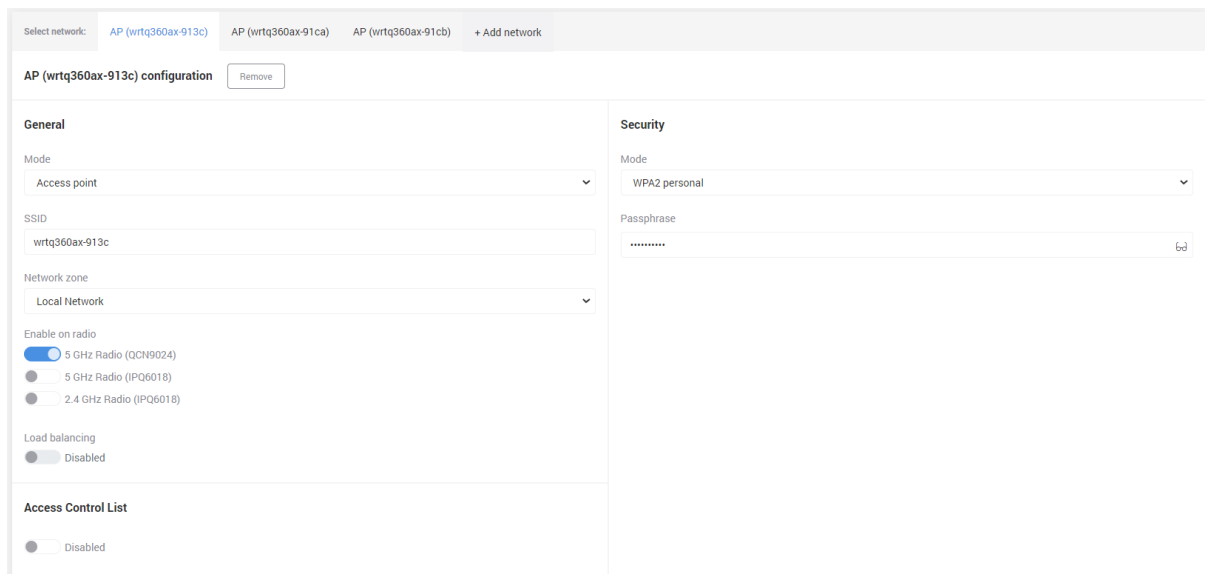 Select network: AP (wrtq360ax-913c) AP (wrtq360ax-91ca) AP (wrtq360ax-91cb) + Add network
AP (wrtq360ax-913c) configuration Remove
General
Mode
Access point
SSID
wrtq360ax-913c
Network zone
Local Network
Enable on radio
5 GHz Radio (QCN9024)
5 GHz Radio (IPQ6018)
2.4 GHz Radio (IPQ6018)
Load balancing
Disabled
Access Control List
Disabled
Security
Mode
WPA2 personal
Passphrase
••••••••••